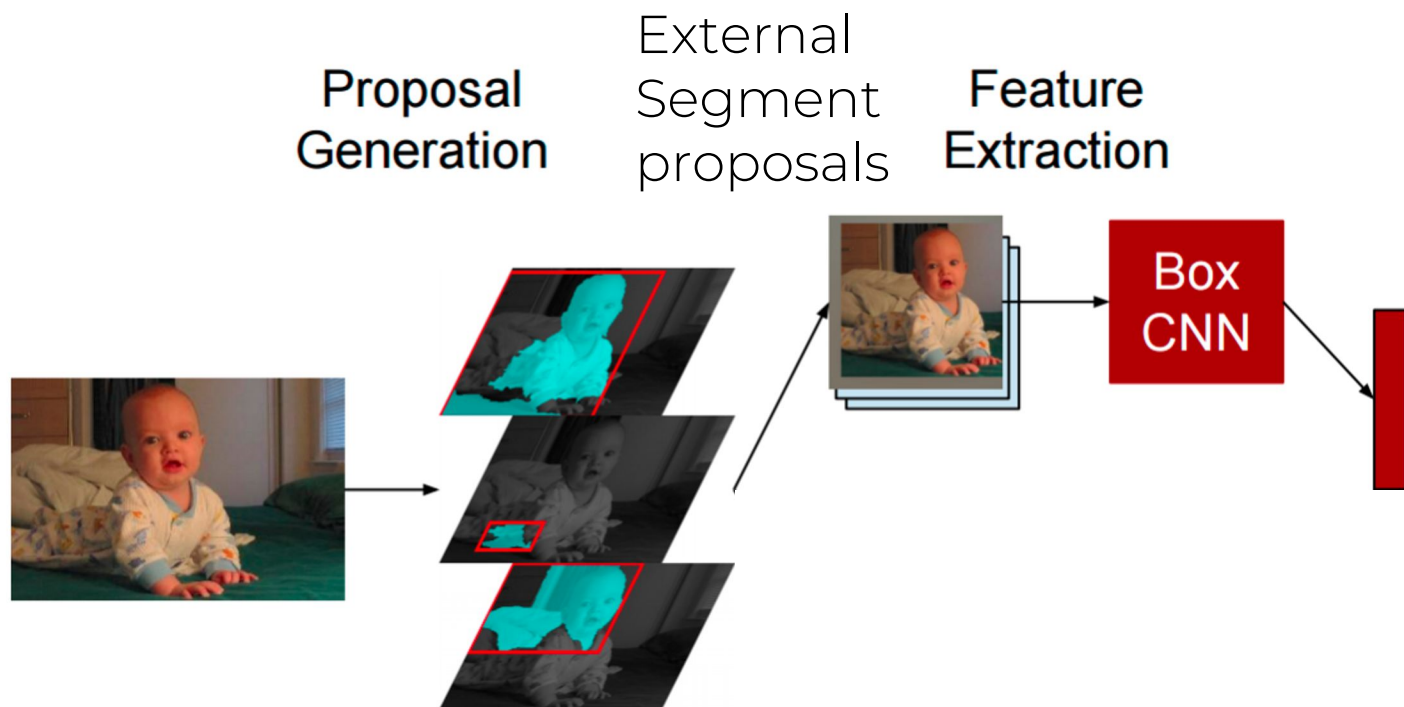 Proposal
Generation
External
Segment
proposals
Feature
Extraction
Box
CNN